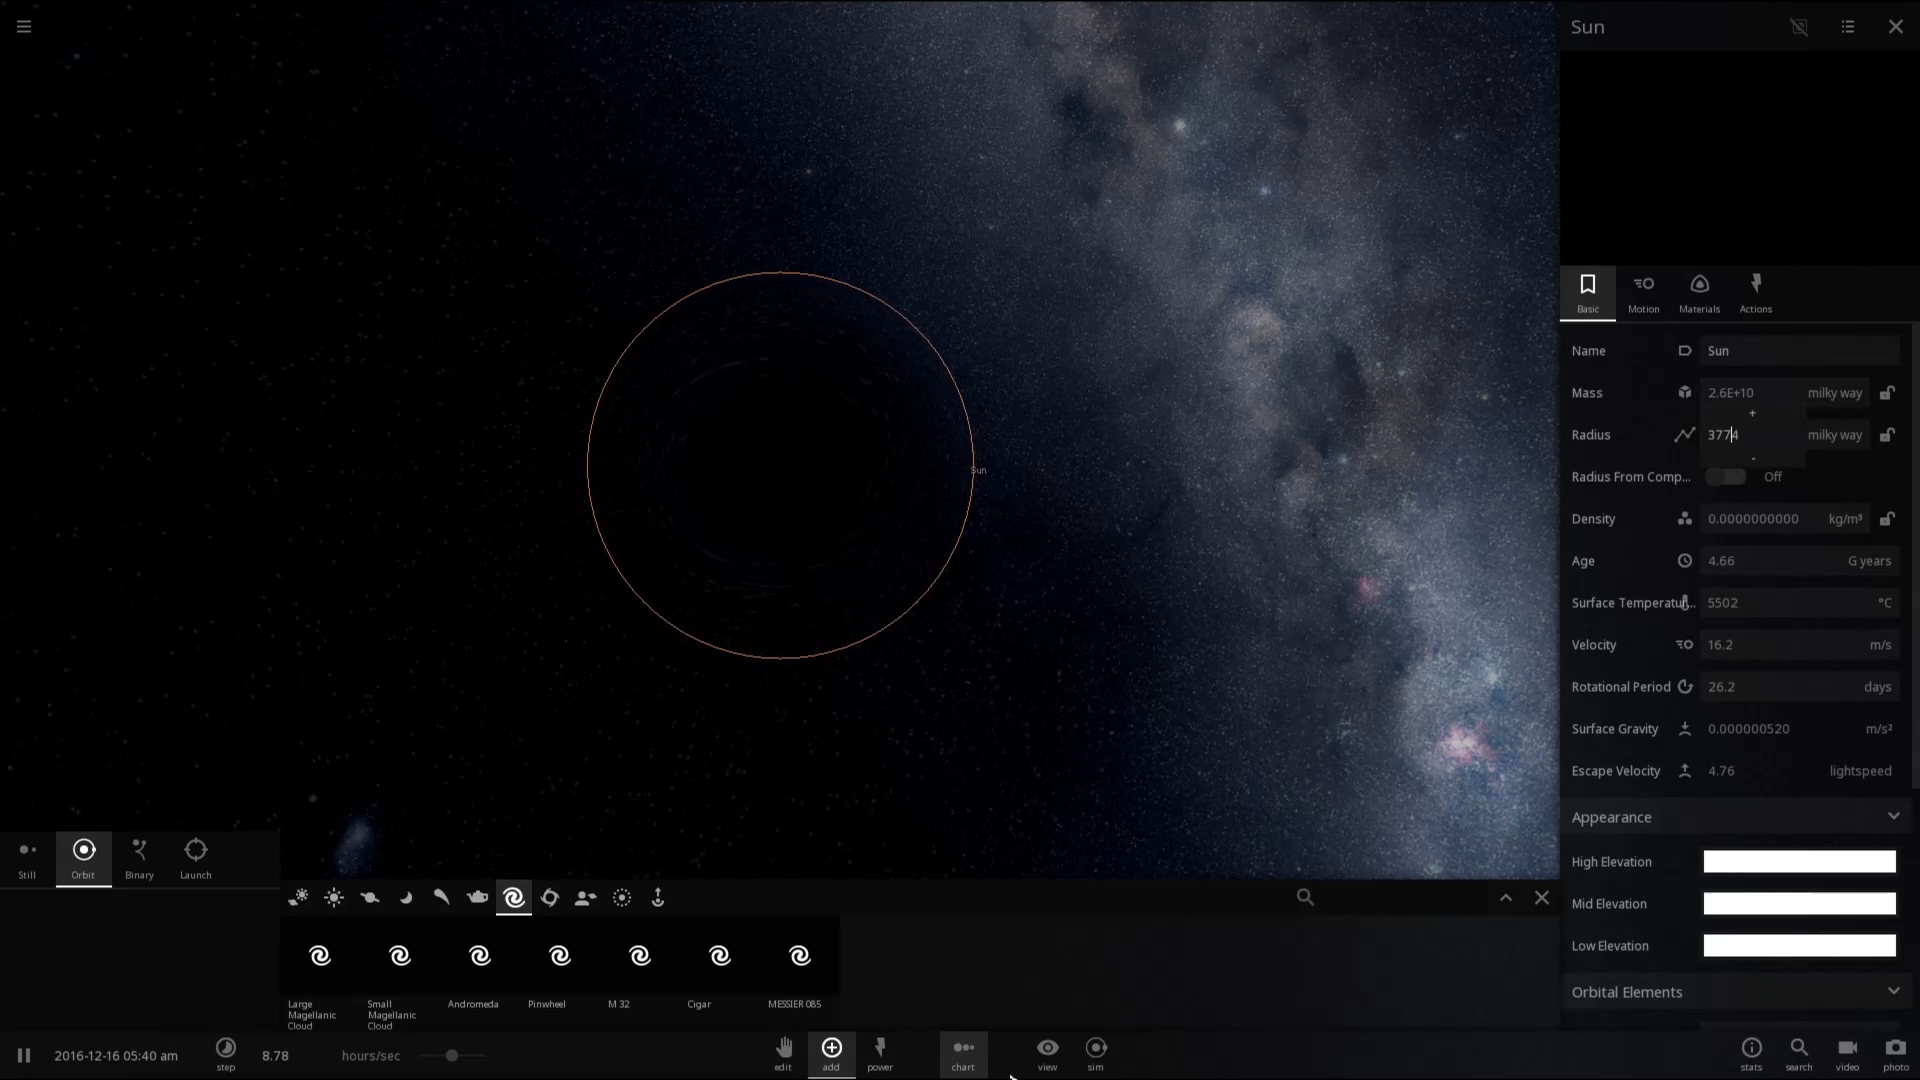 Sun
Basic
Motion
Materials
Actions
Name
Sun
Mass
2.6E+10
milky way
+
Radius
3774
milky way
-
Radius From Comp...
Off
Density
0.0000000000
kg/m³
Age
4.66
G years
Surface Temperatur...
5502
°C
Velocity
16.2
m/s
Rotational Period
26.2
days
Surface Gravity
0.000000520
m/s²
Escape Velocity
4.76
lightspeed
Appearance
High Elevation
Mid Elevation
Low Elevation
Orbital Elements
Sun
Still
Orbit
Binary
Launch
Large
Magellanic
Cloud
Small
Magellanic
Cloud
Andromeda
Pinwheel
M 32
Cigar
MESSIER 085
2016-12-16 05:40 am
step
8.78
hours/sec
edit
add
power
chart
view
sim
stats
search
video
photo